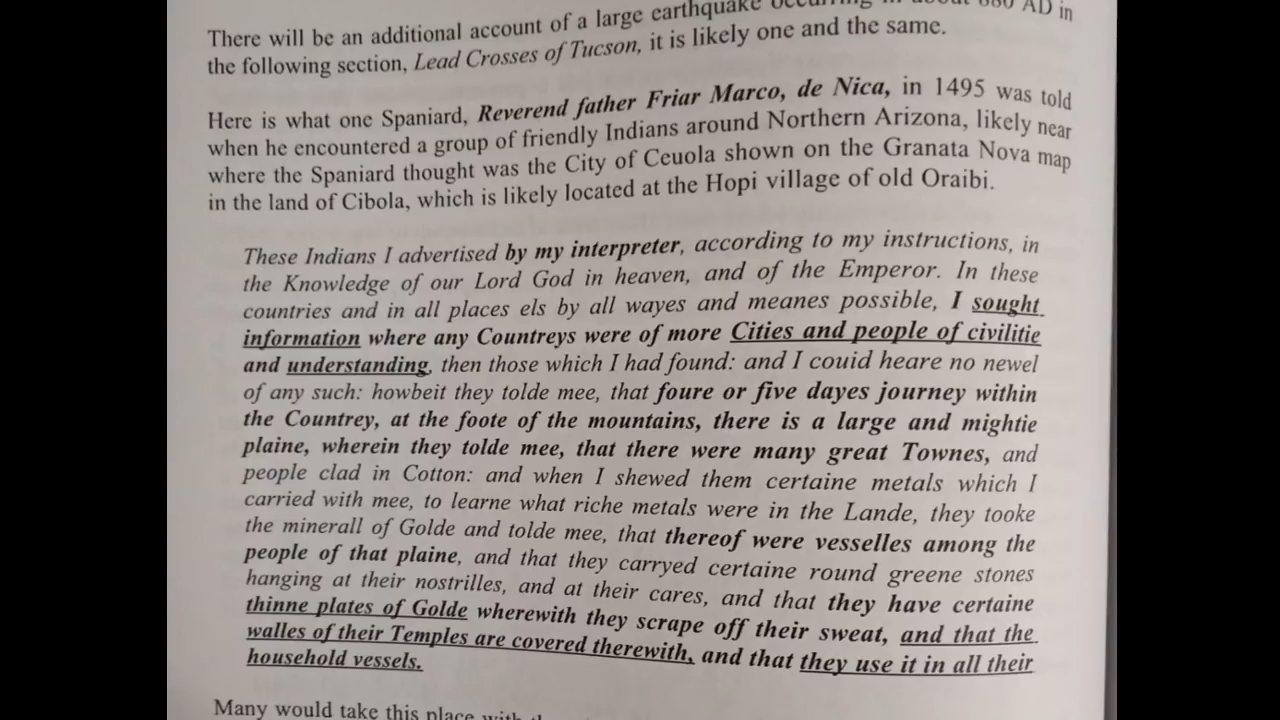 There will be an additional account of a large earthquake occurring in about 680 AD in
the following section, Lead Crosses of Tucson, it is likely one and the same.
Here is what one Spaniard, Reverend father Friar Marco, de Nica, in 1495 was told
when he encountered a group of friendly Indians around Northern Arizona, likely near
where the Spaniard thought was the City of Ceuola shown on the Granata Nova map
in the land of Cibola, which is likely located at the Hopi village of old Oraibi.
These Indians I advertised by my interpreter, according to my instructions, in
the Knowledge of our Lord God in heaven, and of the Emperor. In these
countries and in all places els by all wayes and meanes possible, I sought
information where any Countreys were of more Cities and people of civilitie
and understanding, then those which I had found: and I couid heare no newel
of any such: howbeit they tolde mee, that foure or five dayes journey within
the Countrey, at the foote of the mountains, there is a large and mightie
plaine, wherein they tolde mee, that there were many great Townes, and
people clad in Cotton: and when I shewed them certaine metals which I
carried with mee, to learne what riche metals were in the Lande, they tooke
the minerall of Golde and tolde mee, that thereof were vesselles among the
people of that plaine, and that they carryed certaine round greene stones
hanging at their nostrilles, and at their cares, and that they have certaine
thinne plates of Golde wherewith they scrape off their sweat, and that the
walles of their Temples are covered therewith, and that they use it in all their
household vessels.
Many would take this place with